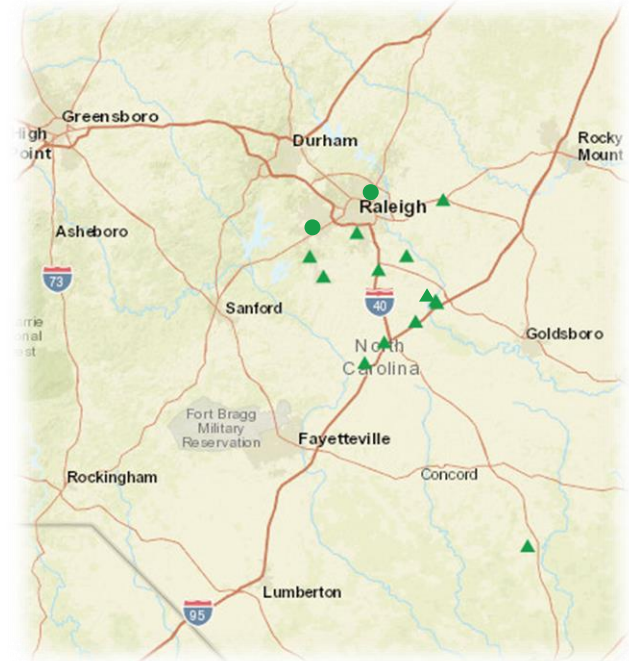 Greensboro
High
Point
Durham
Rocky
Mount
Raleigh
Asheboro
73
40
Sanford
Goldsboro
North
Carolina
Fort Bragg
Military
Reservation
Fayetteville
Rockingham
Concord
Lumberton
95